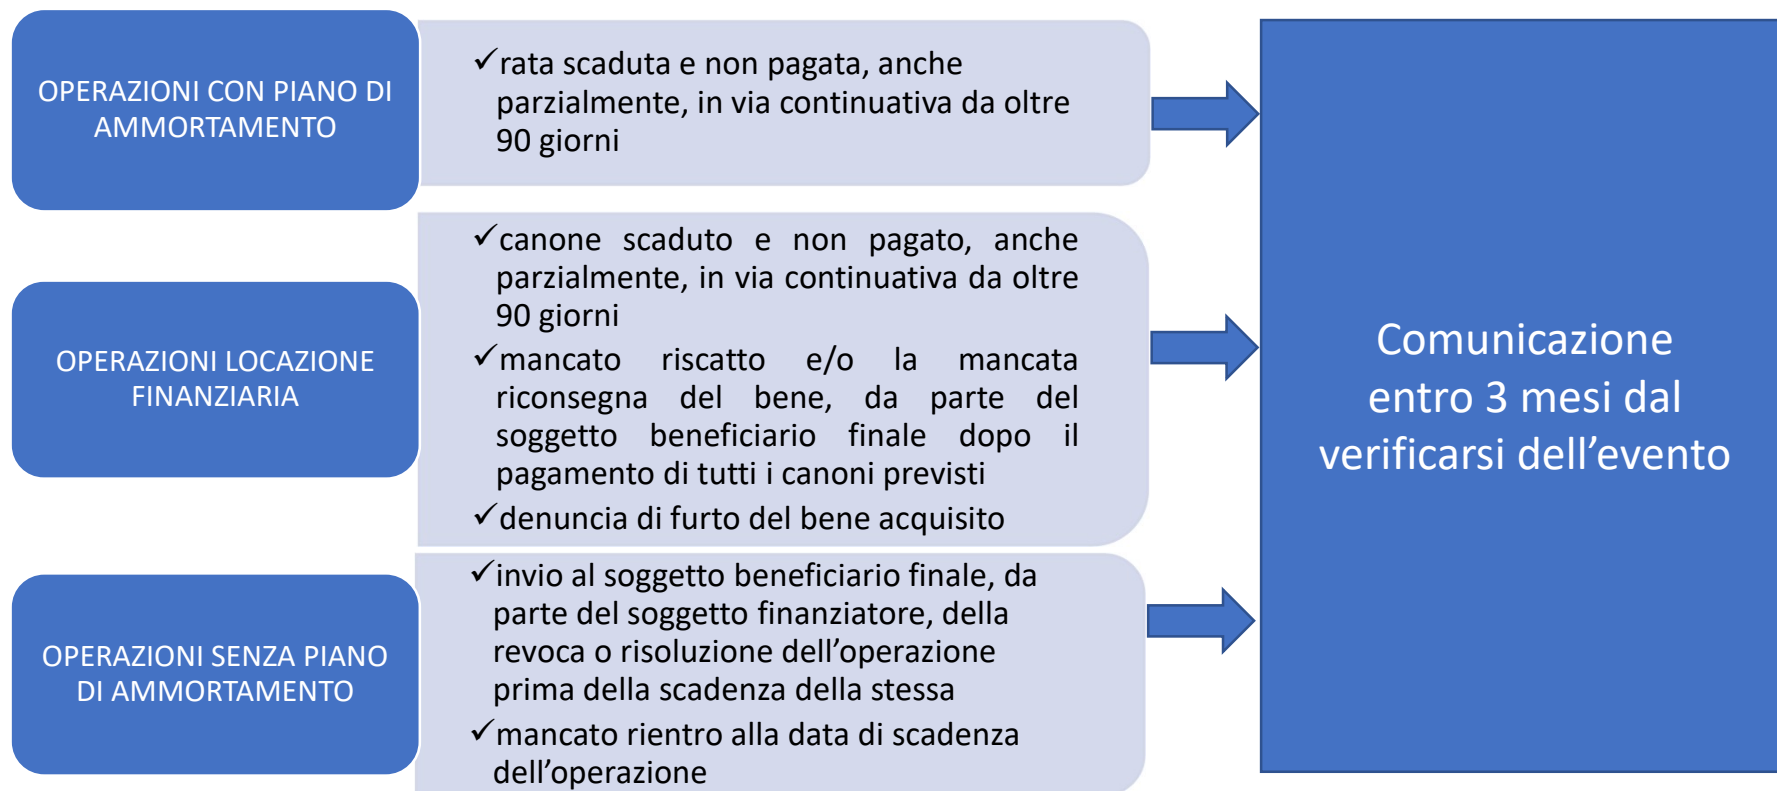 OPERAZIONI CON PIANO DI
AMMORTAMENTO
✓rata scaduta e non pagata, anche
parzialmente, in via continuativa da oltre
90 giorni
OPERAZIONI LOCAZIONE
FINANZIARIA
✓canone scaduto e non pagato, anche
parzialmente, in via continuativa da oltre
90 giorni
✓mancato riscatto e/o la mancata
riconsegna del bene, da parte del
soggetto beneficiario finale dopo il
pagamento di tutti i canoni previsti
✓denuncia di furto del bene acquisito
OPERAZIONI SENZA PIANO
DI AMMORTAMENTO
✓invio al soggetto beneficiario finale, da
parte del soggetto finanziatore, della
revoca o risoluzione dell’operazione
prima della scadenza della stessa
✓mancato rientro alla data di scadenza
dell’operazione
Comunicazione
entro 3 mesi dal
verificarsi dell’evento